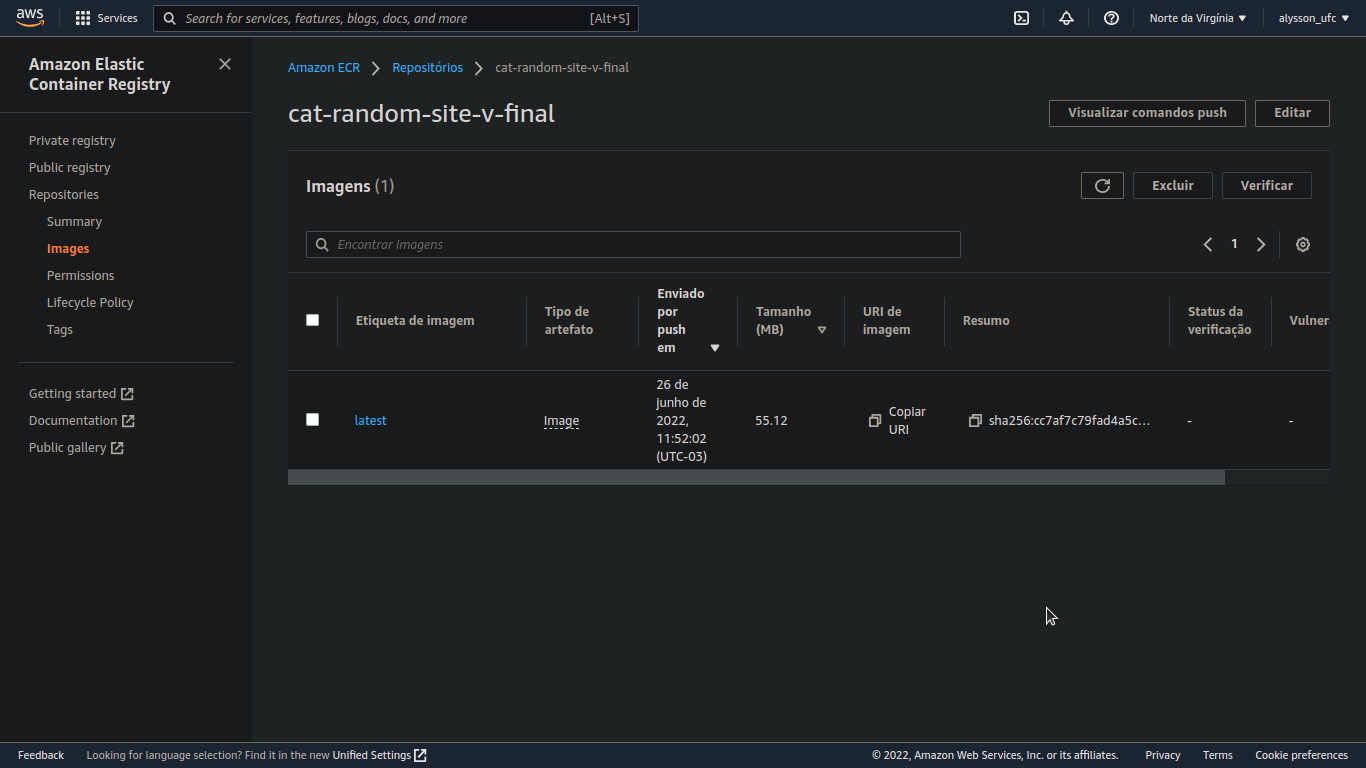 aws
Services
Search for services, features, blogs, docs, and more
[Alt+S]
Norte da Virgínia
alysson_ufc
Amazon Elastic
Container Registry
Private registry
Public registry
Repositories
Summary
Images
Permissions
Lifecycle Policy
Tags
Getting started
Documentation
Public gallery
Amazon ECR
Repositórios
cat-random-site-v-final
cat-random-site-v-final
Visualizar comandos push
Editar
Imagens (1)
Excluir
Verificar
Encontrar imagens
1
Etiqueta de imagem
Tipo de
artefato
Enviado
por
push
em
Tamanho
(MB)
URI de
imagem
Resumo
Status da
verificação
Vulner
latest
Image
26 de
junho de
2022,
11:52:02
(UTC-03)
55.12
Copiar
URI
sha256:cc7af7c79fad4a5c...
-
-
Feedback
Looking for language selection? Find it in the new Unified Settings
© 2022, Amazon Web Services, Inc. or its affiliates.
Privacy
Terms
Cookie preferences